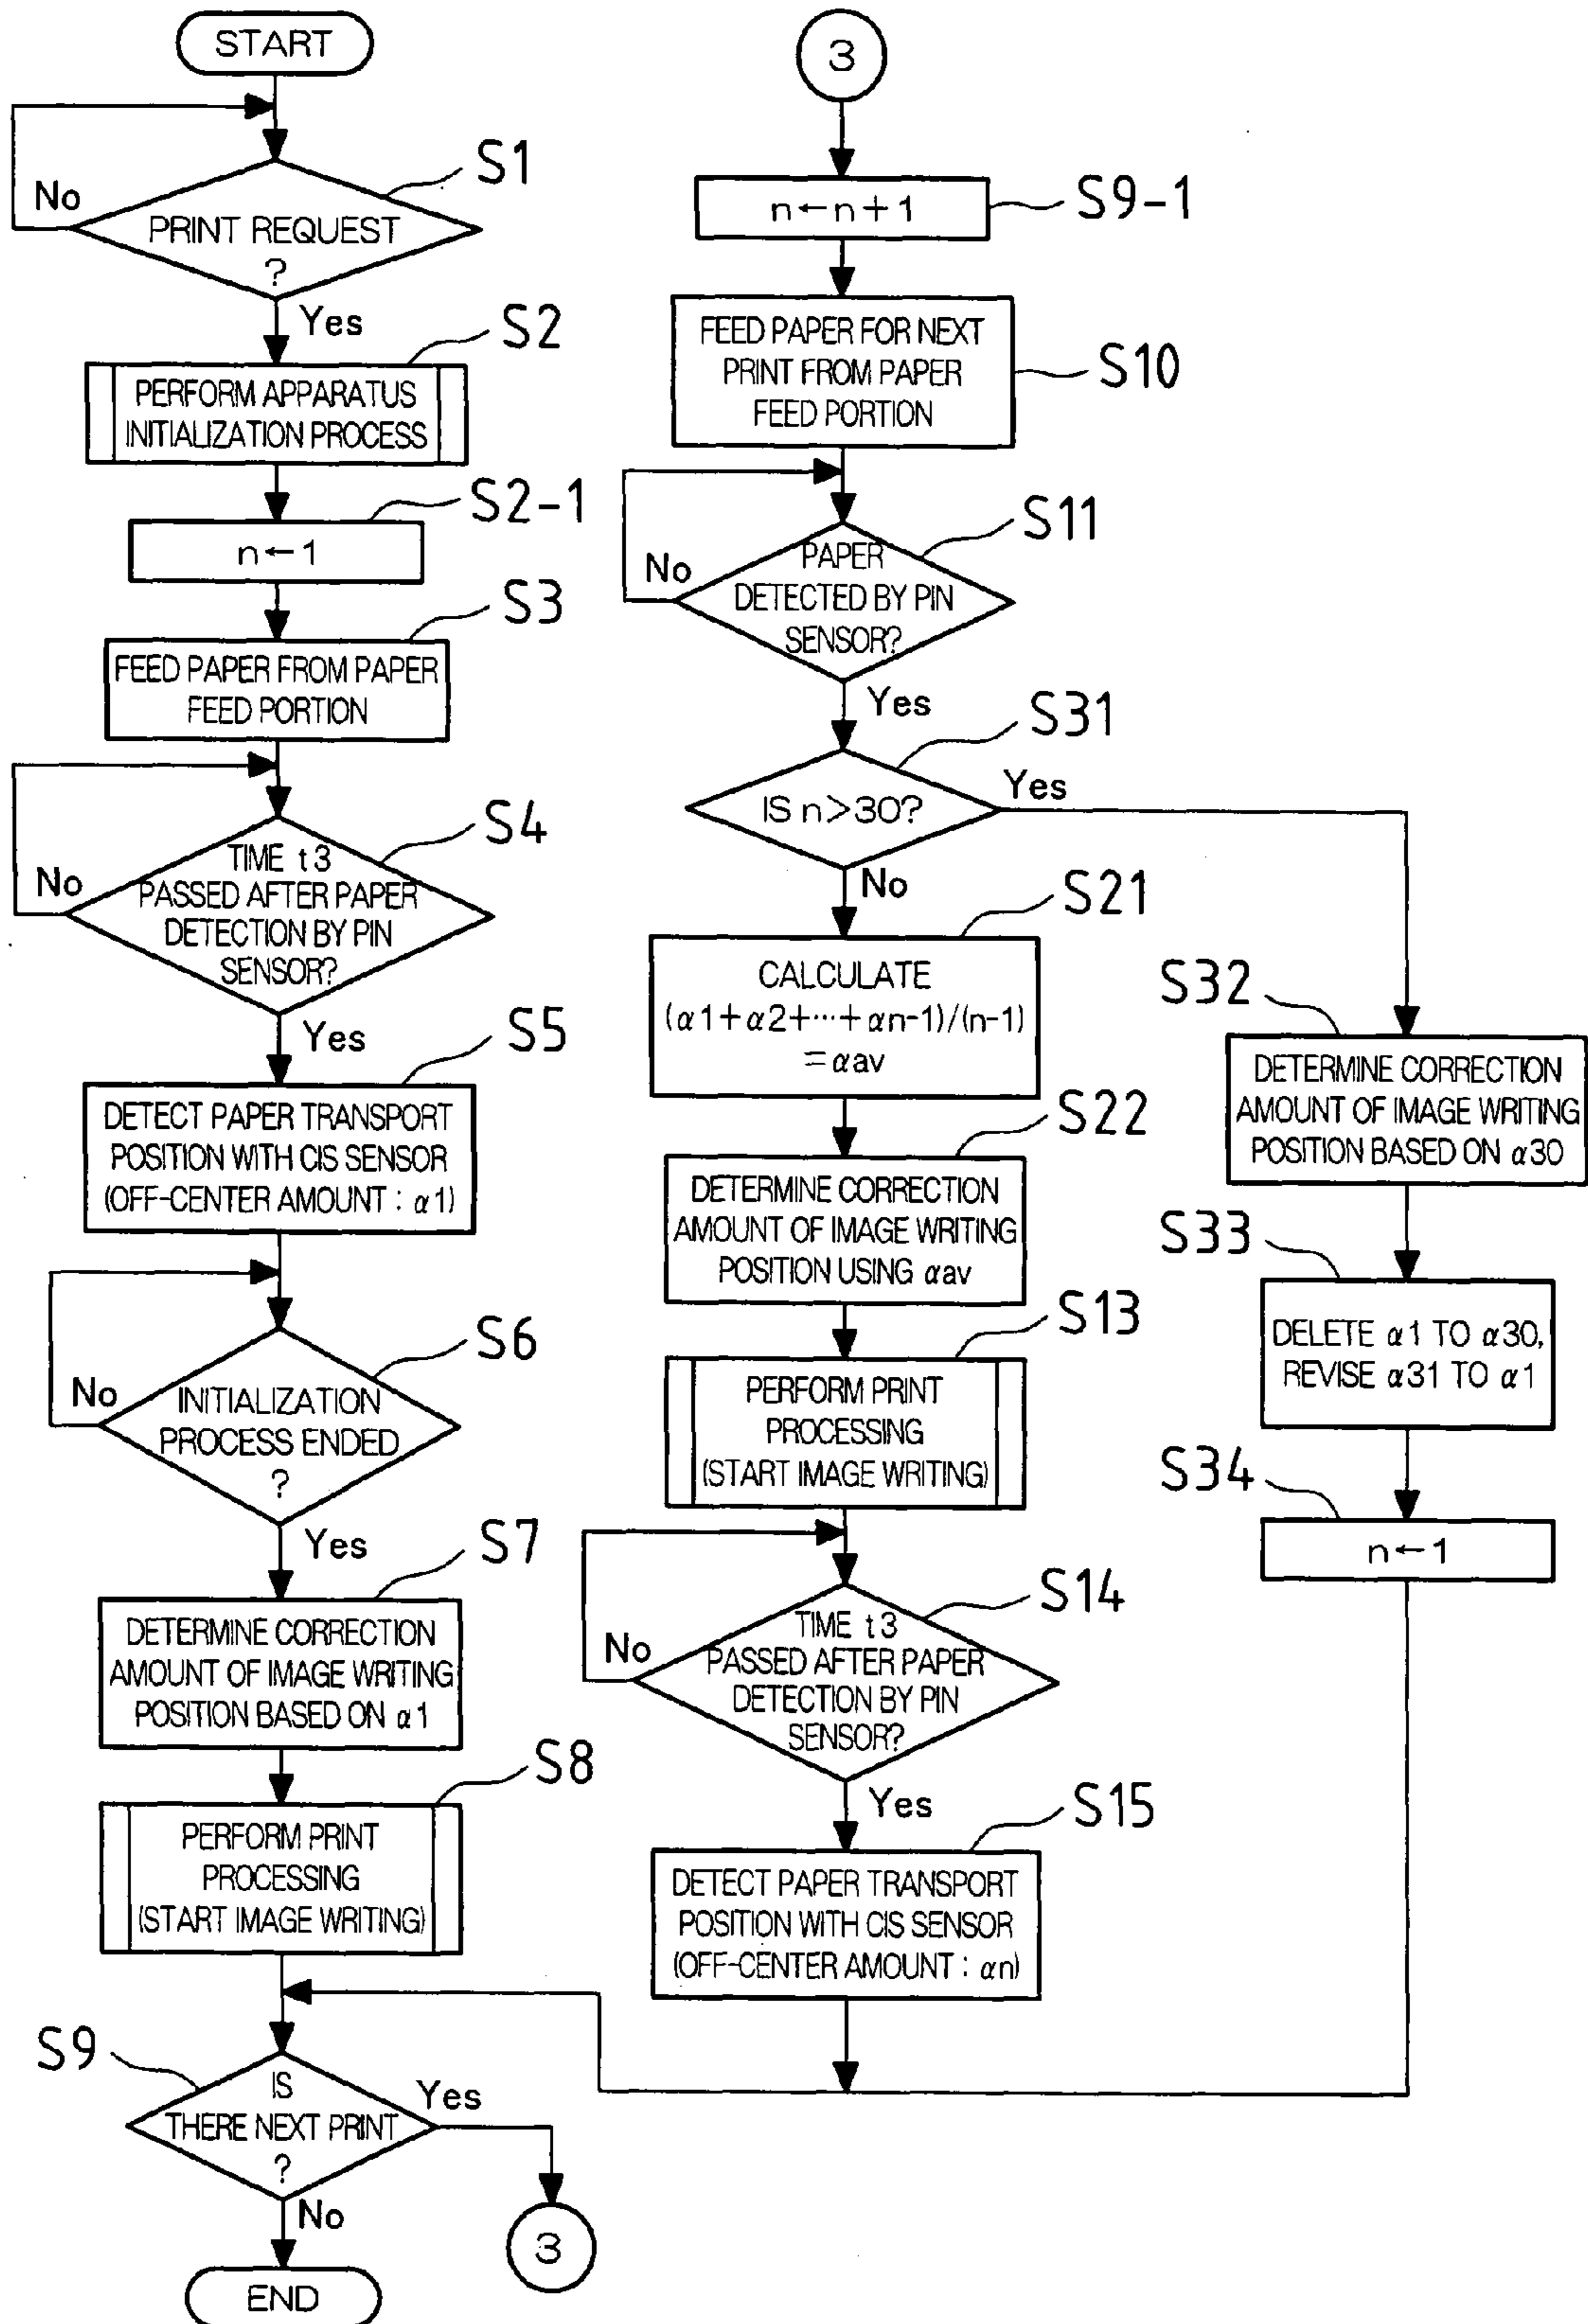 START
S1
No
PRINT REQUEST
?
Yes
S2
PERFORM APPARATUS
INITIALIZATION PROCESS
S2-1
n←1
S3
FEED PAPER FROM PAPER
FEED PORTION
S4
TIME t3
No
PASSED AFTER PAPER
DETECTION BY PIN
SENSOR?
Yes
S5
DETECT PAPER TRANSPORT
POSITION WITH CIS SENSOR
(OFF-CENTER AMOUNT : α1)
S6
No
INITIALIZATION
PROCESS ENDED
?
Yes
S7
DETERMINE CORRECTION
AMOUNT OF IMAGE WRITING
POSITION BASED ON α1
S8
PERFORM PRINT
PROCESSING
(START IMAGE WRITING)
S9
IS
THERE NEXT PRINT
?
Yes
3
No
END
3
n←n+1
S9-1
FEED PAPER FOR NEXT
PRINT FROM PAPER
FEED PORTION
S10
S11
PAPER
No
DETECTED BY PIN
SENSOR?
Yes
S31
IS n>30?
Yes
No
S21
CALCULATE
(α1+α2+···+αn-1)/(n-1)
=αav
S22
DETERMINE CORRECTION
AMOUNT OF IMAGE WRITING
POSITION USING αav
S13
PERFORM PRINT
PROCESSING
(START IMAGE WRITING)
S14
TIME t3
No
PASSED AFTER PAPER
DETECTION BY PIN
SENSOR?
Yes
S15
DETECT PAPER TRANSPORT
POSITION WITH CIS SENSOR
(OFF-CENTER AMOUNT : αn)
S32
DETERMINE CORRECTION
AMOUNT OF IMAGE WRITING
POSITION BASED ON α30
S33
DELETE α1 TO α30,
REVISE α31 TO α1
S34
n←1